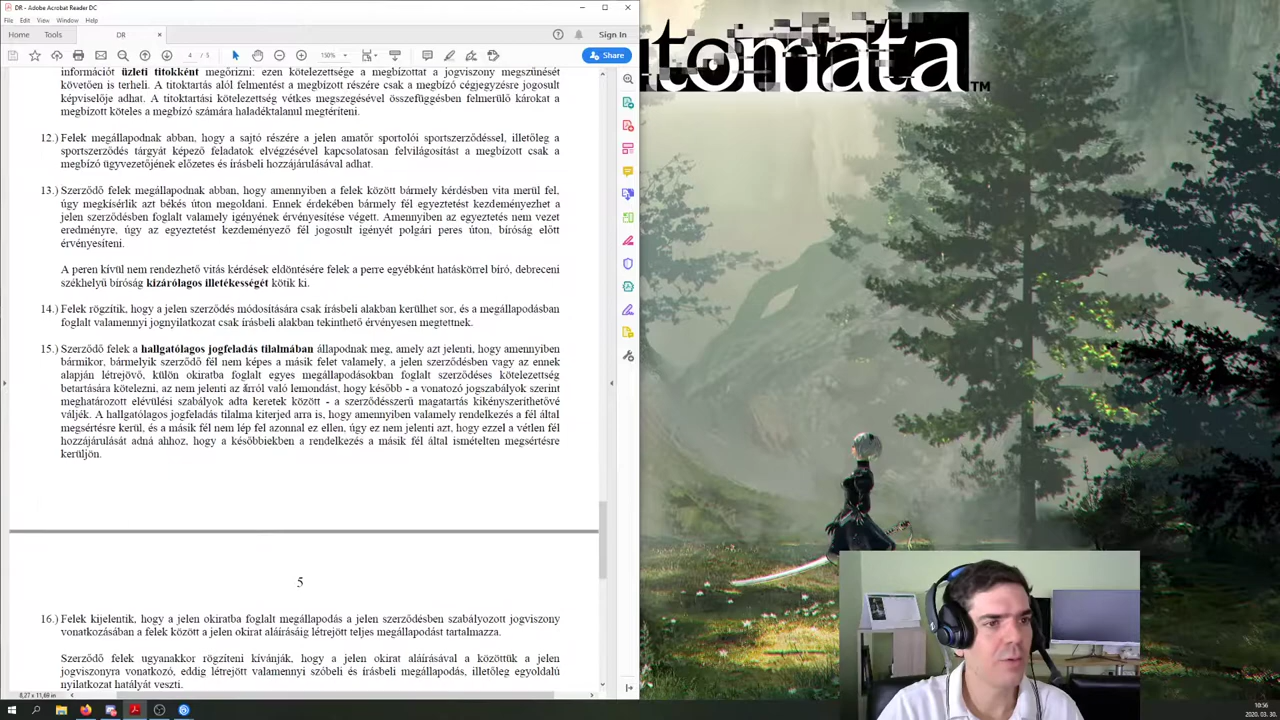 DR - Adobe Acrobat Reader DC
File Edit View Window Help
Home Tools DR Sign In
/ 5 150% Share
információt üzleti titokként megőrizni; ezen kötelezettsége a megbízottat a jogviszony megszűnését
követően is terheli. A titoktartás alól felmentést a megbízott részére csak a megbízó cégjegyzésre jogosult
képviselője adhat. A titoktartási kötelezettség vétkes megszegésével összefüggésben felmerülő károkat a
megbízott köteles a megbízó számára haladéktalanul megtéríteni.
12.) Felek megállapodnak abban, hogy a sajtó részére a jelen amatőr sportolói sportszerződéssel, illetőleg a
sportszerződés tárgyát képező feladatok elvégzésével kapcsolatosan felvilágosítást a megbízott csak a
megbízó ügyvezetőjének előzetes és írásbeli hozzájárulásával adhat.
13.) Szerződő felek megállapodnak abban, hogy amennyiben a felek között bármely kérdésben vita merül fel,
úgy megkísérlik azt békés úton megoldani. Ennek érdekében bármely fél egyeztetést kezdeményezhet a
jelen szerződésben foglalt valamely igényének érvényesítése végett. Amennyiben az egyeztetés nem vezet
eredményre, úgy az egyeztetést kezdeményező fél jogosult igényét polgári peres úton, bíróság előtt
érvényesíteni.
A peren kívül nem rendezhető vitás kérdések eldöntésére felek a perre egyébként hatáskörrel bíró, debreceni
székhelyű bíróság kizárólagos illetékességét kötik ki.
14.) Felek rögzítik, hogy a jelen szerződés módosítására csak írásbeli alakban kerülhet sor, és a megállapodásban
foglalt valamennyi jognyilatkozat csak írásbeli alakban tekinthető érvényesen megtettnek.
15.) Szerződő felek a hallgatólagos jogfeladás tilalmában állapodnak meg, amely azt jelenti, hogy amennyiben
bármikor, bármelyik szerződő fél nem képes a másik felet valamely, a jelen szerződésben vagy az ennek
alapján létrejövő, külön okiratba foglalt egyes megállapodásokban foglalt szerződéses kötelezettség
betartására kötelezni, az nem jelenti az árról való lemondást, hogy később - a vonatozó jogszabályok szerint
meghatározott elévülési szabályok adta keretek között - a szerződésszerű magatartás kikényszeríthetővé
váljék. A hallgatólagos jogfeladás tilalma kiterjed arra is, hogy amennyiben valamely rendelkezés a fél által
megsértésre kerül, és a másik fél nem lép fel azonnal ez ellen, úgy ez nem jelenti azt, hogy ezzel a vétlen fél
hozzájárulását adná ahhoz, hogy a későbbiekben a rendelkezés a másik fél által ismételten megsértésre
kerüljön.
5
16.) Felek kijelentik, hogy a jelen okiratba foglalt megállapodás a jelen szerződésben szabályozott jogviszony
vonatkozásában a felek között a jelen okirat aláírásáig létrejött teljes megállapodást tartalmazza.
Szerződő felek ugyanakkor rögzíteni kívánják, hogy a jelen okirat aláírásával a közöttük a jelen
jogviszonyra vonatkozó, eddig létrejött valamennyi szóbeli és írásbeli megállapodás, illetőleg egyoldalú
nyilatkozat hatályát veszti.
8,27 x 11,69 in
tomata TM
10:56
2020. 03. 30.